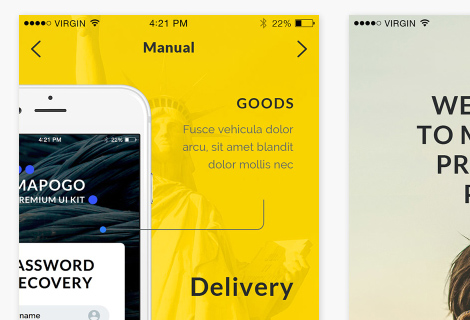 VIRGIN 4:21 PM 22%
Manual
GOODS
Fusce vehicula dolor
arcu, sit amet blandit
dolor mollis nec
4:21 PM 22%
MAPOGO
PREMIUM UI KIT
ASSWORD
ECOVERY
name
Delivery
VIRGIN
WE
TO M
PR